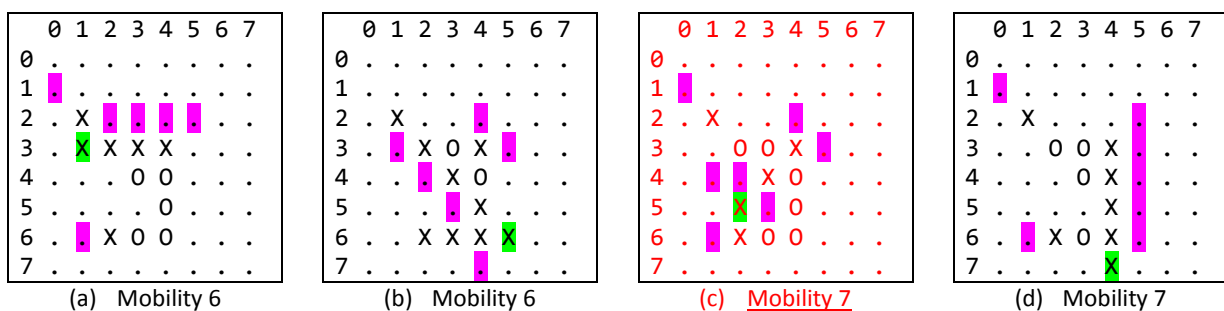 0 1 2 3 4 5 6 7
0 . . . . . . . .
1 . . . . . . . .
2 . X . . . . . .
3 . X X X X . . .
4 . . . O O . . .
5 . . . . O . . .
6 . . X O O . . .
7 . . . . . . . .
(a) Mobility 6
0 1 2 3 4 5 6 7
0 . . . . . . . .
1 . . . . . . . .
2 . X . . . . . .
3 . . X O X . . .
4 . . . X O . . .
5 . . . . X . . .
6 . . X X X X . .
7 . . . . . . . .
(b) Mobility 6
0 1 2 3 4 5 6 7
0 . . . . . . . .
1 . . . . . . . .
2 . X . . . . . .
3 . . O O X . . .
4 . . . X O . . .
5 . . X . O . . .
6 . . X O O . . .
7 . . . . . . . .
(c) Mobility 7
0 1 2 3 4 5 6 7
0 . . . . . . . .
1 . . . . . . . .
2 . X . . . . . .
3 . . O O X . . .
4 . . . O X . . .
5 . . . . X . . .
6 . . X O X . . .
7 . . . . X . . .
(d) Mobility 7